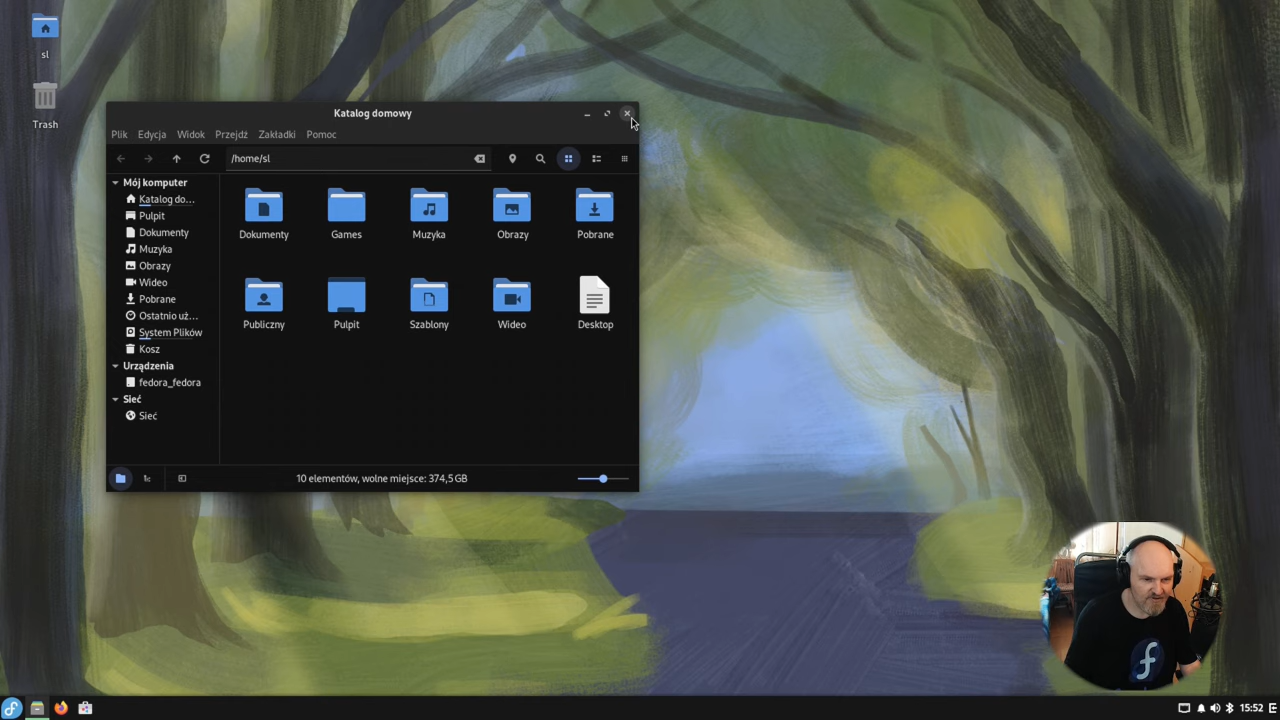 sl
Trash
Katalog domowy
Plik Edycja Widok Przejdź Zakładki Pomoc
/home/sl
Mój komputer
Katalog do...
Pulpit
Dokumenty
Muzyka
Obrazy
Wideo
Pobrane
Ostatnio uż...
System Plików
Kosz
Urządzenia
fedora_fedora
Sieć
Sieć
Dokumenty Games Muzyka Obrazy Pobrane
Publiczny Pulpit Szablony Wideo Desktop
10 elementów, wolne miejsce: 374,5 GB
15:52